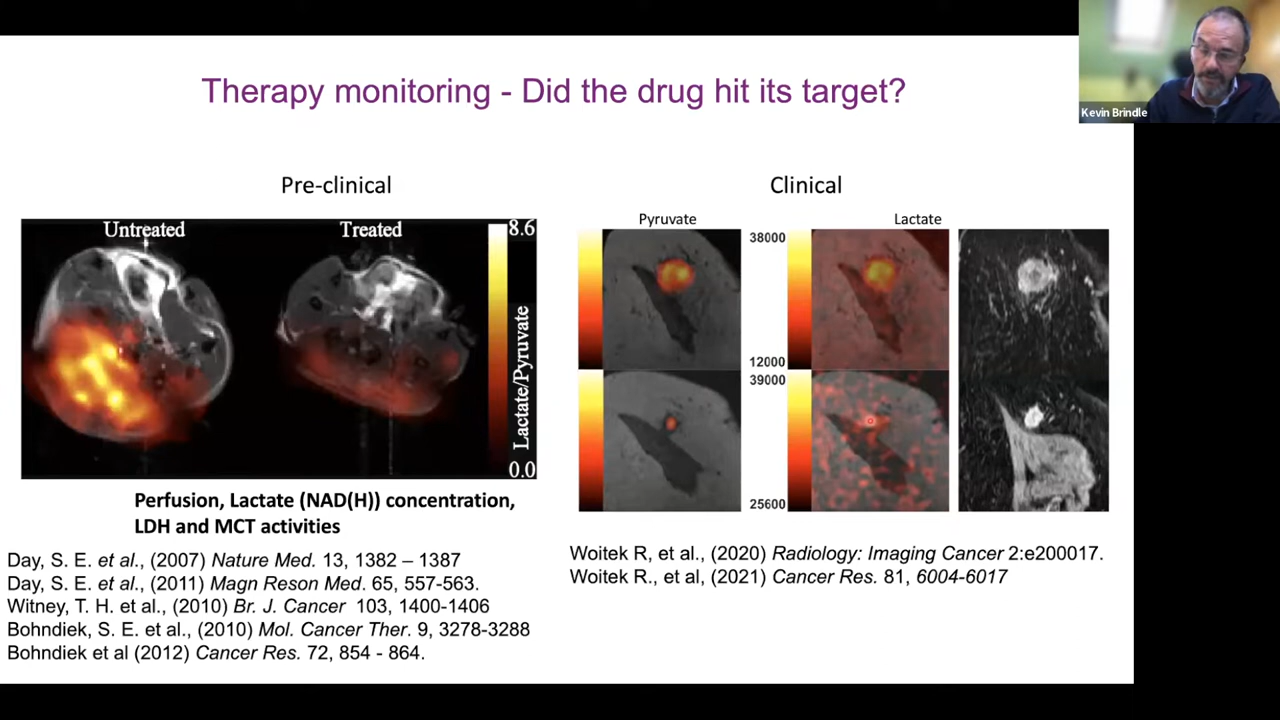 Therapy monitoring - Did the drug hit its target?
Kevin Brindle
Pre-clinical
Clinical
Untreated
Treated
8.6
Lactate/Pyruvate
0.0
Pyruvate
Lactate
38000
12000
39000
25600
Perfusion, Lactate (NAD(H)) concentration,
LDH and MCT activities
Day, S. E. et al., (2007) Nature Med. 13, 1382 – 1387
Day, S. E. et al., (2011) Magn Reson Med. 65, 557-563.
Witney, T. H. et al., (2010) Br. J. Cancer 103, 1400-1406
Bohndiek, S. E. et al., (2010) Mol. Cancer Ther. 9, 3278-3288
Bohndiek et al (2012) Cancer Res. 72, 854 - 864.
Woitek R, et al., (2020) Radiology: Imaging Cancer 2:e200017.
Woitek R., et al, (2021) Cancer Res. 81, 6004-6017